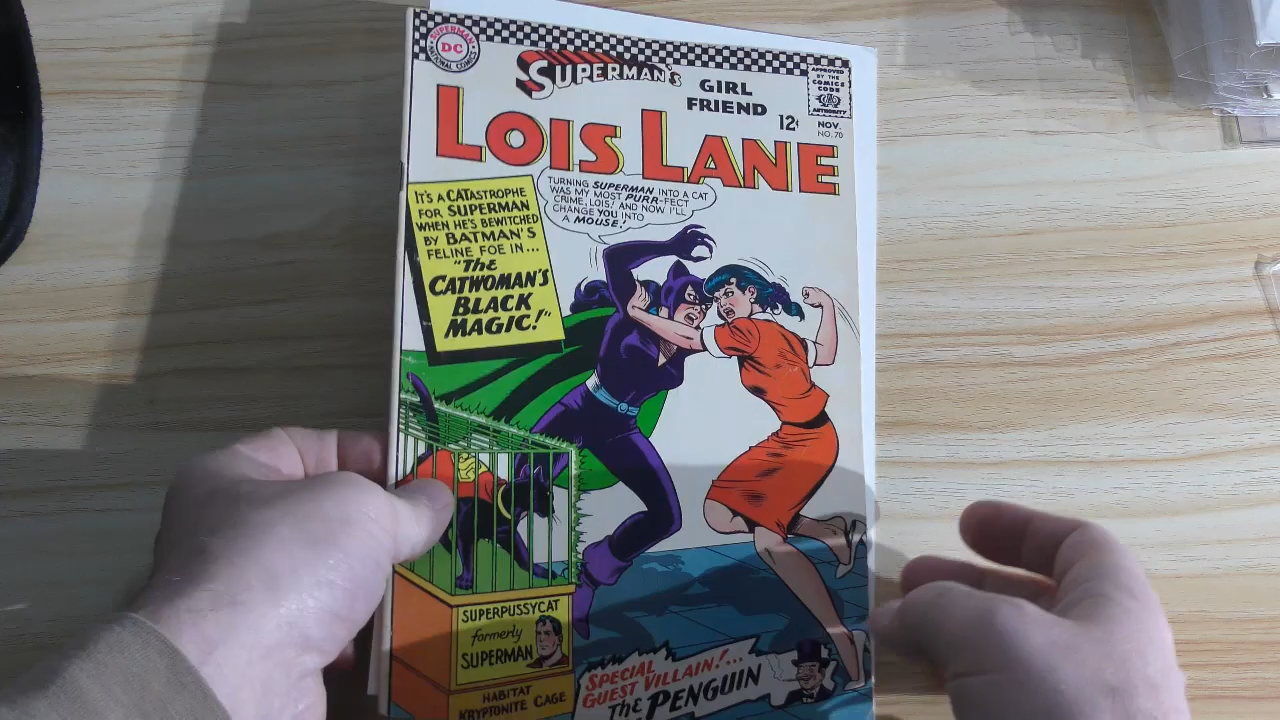 SUPERMAN
DC
NATIONAL COMICS
SUPERMAN'S
GIRL
FRIEND
LOIS LANE
12¢
NOV.
NO. 70
APPROVED
BY THE
COMICS
CODE
AUTHORITY
IT'S A CATASTROPHE
FOR SUPERMAN
WHEN HE'S BEWITCHED
BY BATMAN'S
FELINE FOE IN...
"THE
CATWOMAN'S
BLACK
MAGIC!"
TURNING SUPERMAN INTO A CAT
WAS MY MOST PURR-FECT
CRIME, LOIS! AND NOW I'LL
CHANGE YOU INTO
A MOUSE!
SUPERPUSSYCAT
formerly
SUPERMAN
HABITAT
KRYPTONITE CAGE
SPECIAL
GUEST VILLAIN!...
THE PENGUIN